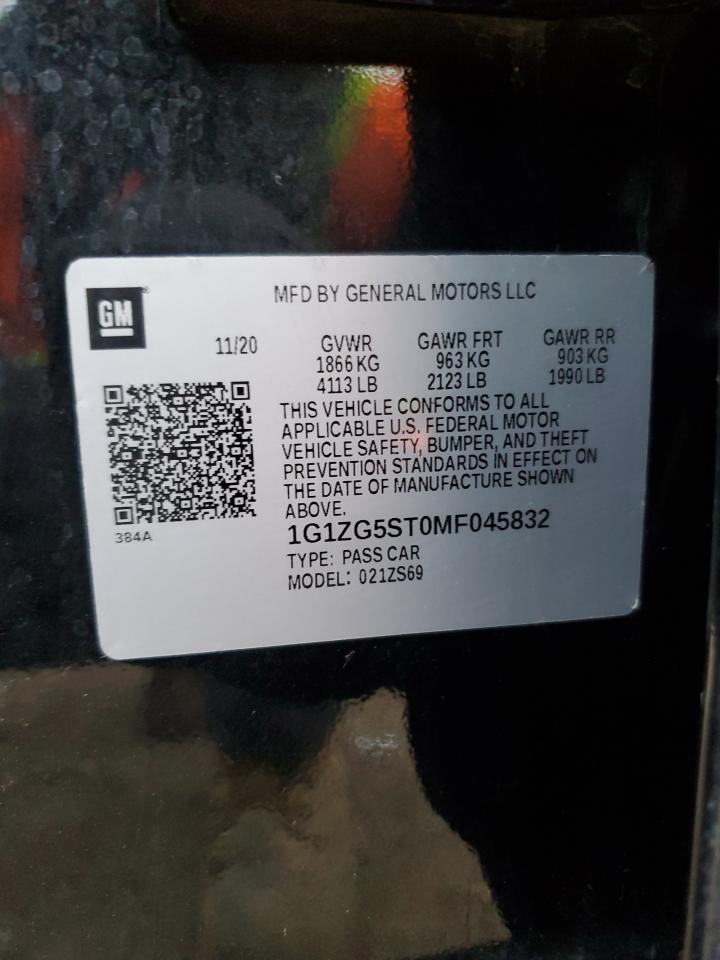 GM
MFD BY GENERAL MOTORS LLC
11/20
GVWR
1866 KG
4113 LB
GAWR FRT
963 KG
2123 LB
GAWR RR
903 KG
1990 LB
THIS VEHICLE CONFORMS TO ALL
APPLICABLE U.S. FEDERAL MOTOR
VEHICLE SAFETY, BUMPER, AND THEFT
PREVENTION STANDARDS IN EFFECT ON
THE DATE OF MANUFACTURE SHOWN
ABOVE.
384A
1G1ZG5ST0MF045832
TYPE: PASS CAR
MODEL: 021ZS69